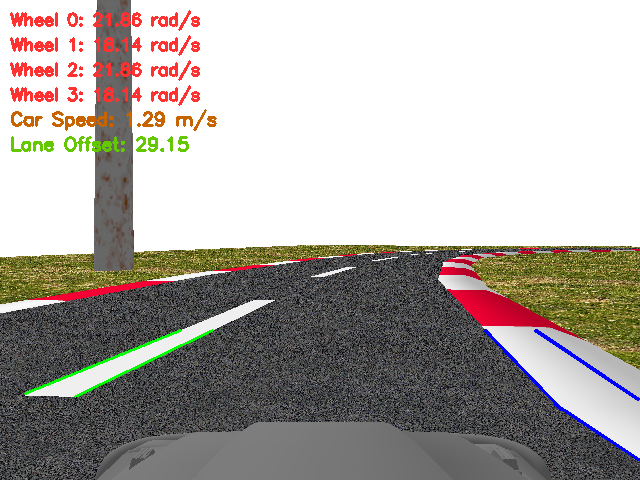 Wheel 0: 21.86 rad/s
Wheel 1: 18.14 rad/s
Wheel 2: 21.86 rad/s
Wheel 3: 18.14 rad/s
Car Speed: 1.29 m/s
Lane Offset: 29.15